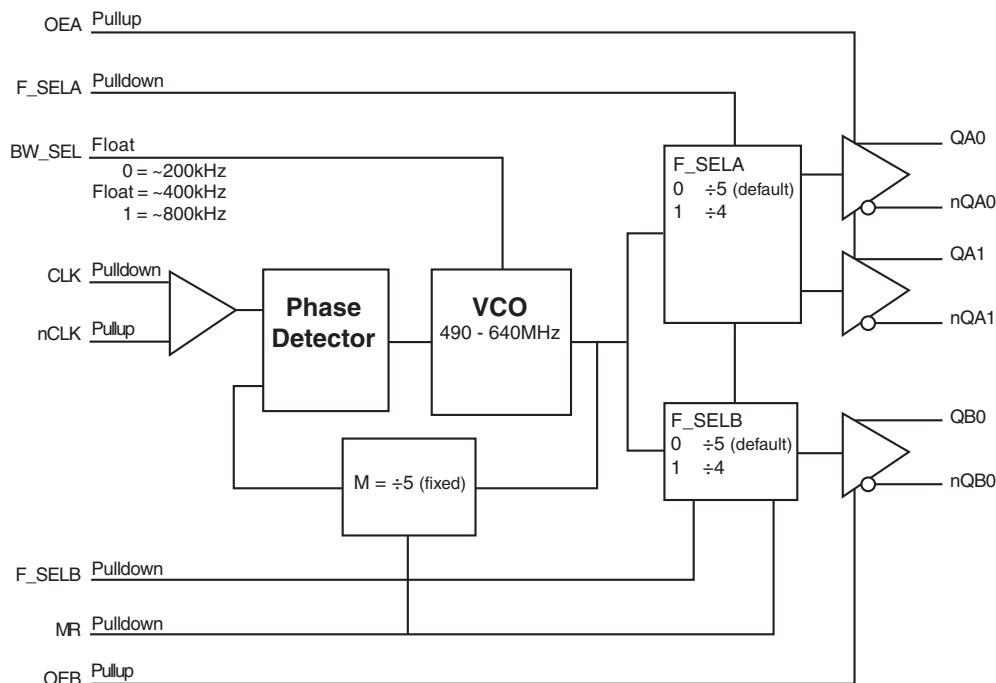 OEA Pullup
F_SELA Pulldown
BW_SEL Float
0 = ~200kHz
Float = ~400kHz
1 = ~800kHz
CLK Pulldown
nCLK Pullup
Phase
Detector
VCO
490 - 640MHz
M = ÷5 (fixed)
F_SELA
0 ÷5 (default)
1 ÷4
F_SELB
0 ÷5 (default)
1 ÷4
QA0
nQA0
QA1
nQA1
QB0
nQB0
F_SELB Pulldown
MR Pulldown
OEB Pullup